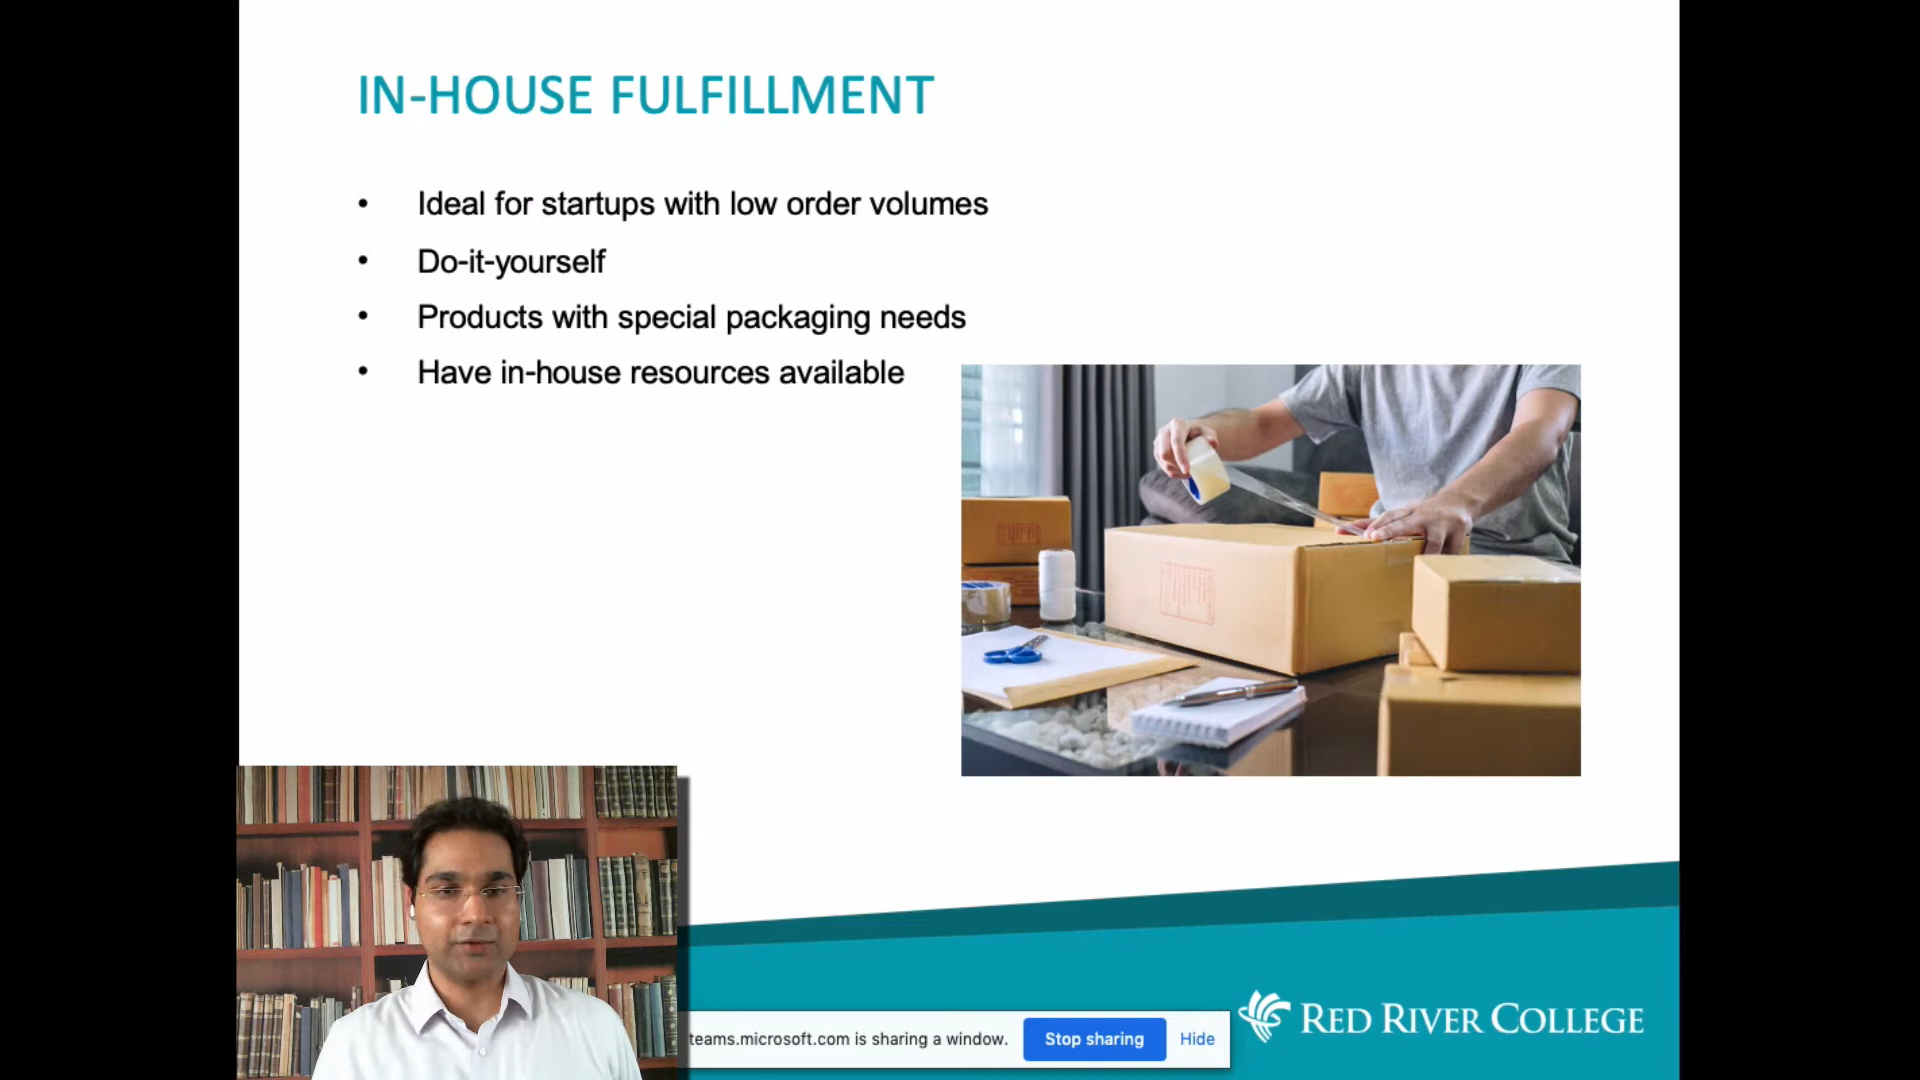 IN-HOUSE FULFILLMENT
• Ideal for startups with low order volumes
• Do-it-yourself
• Products with special packaging needs
• Have in-house resources available
teams.microsoft.com is sharing a window. Stop sharing Hide
RED RIVER COLLEGE